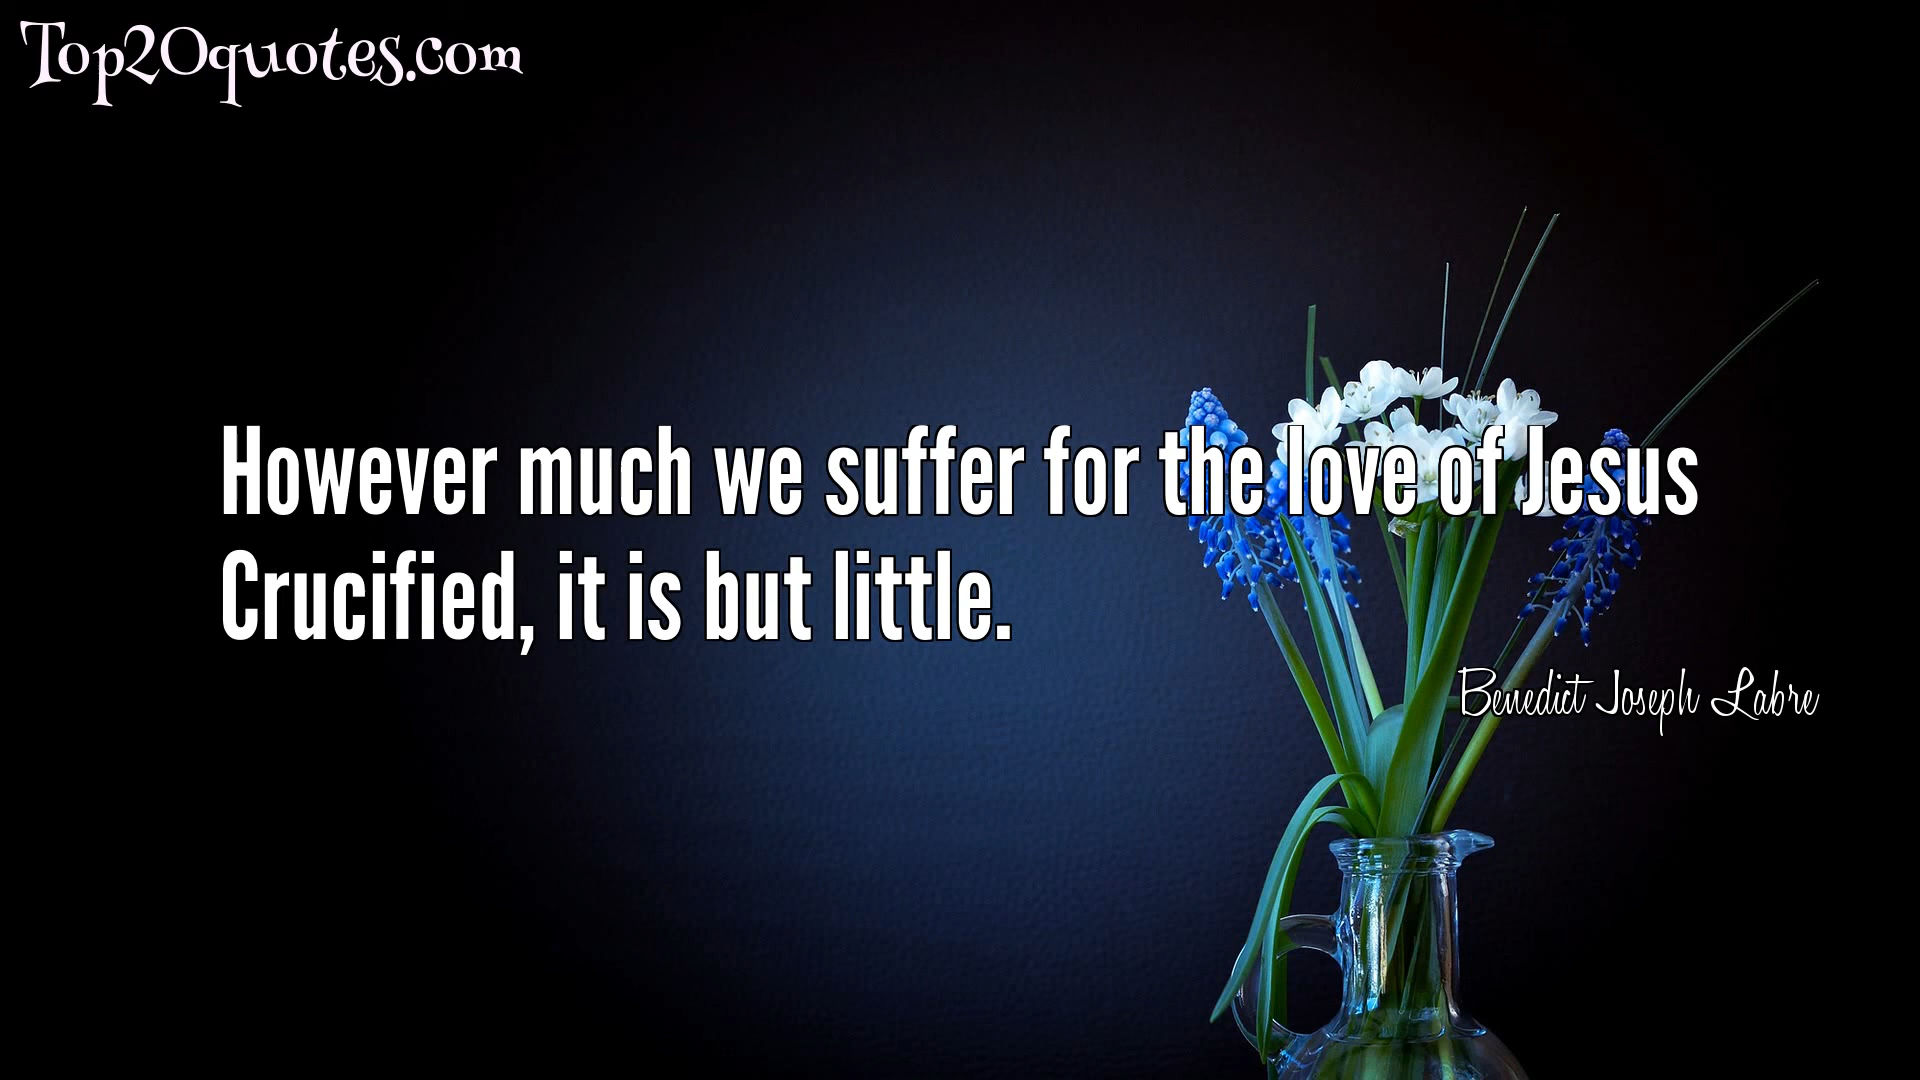 Top20quotes.com
However much we suffer for the love of Jesus
Crucified, it is but little.
Benedict Joseph Labre